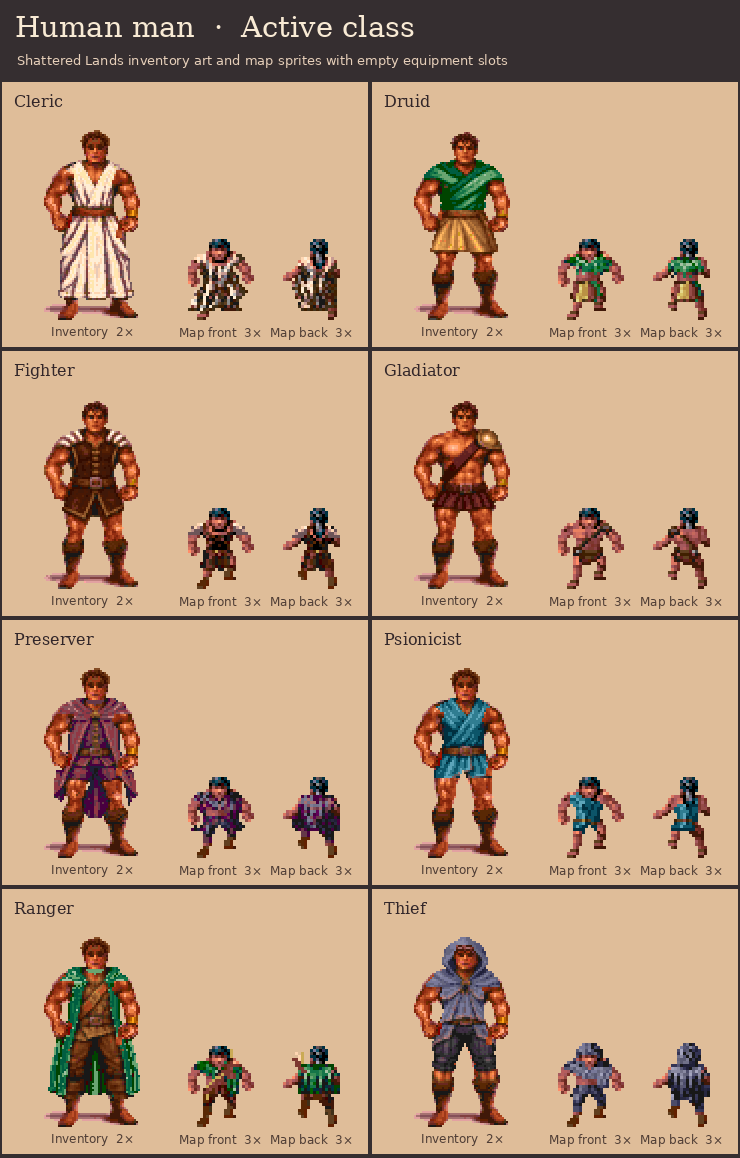 Human man · Active class
Shattered Lands inventory art and map sprites with empty equipment slots
Cleric
Inventory 2×
Map front 3×
Map back 3×
Druid
Inventory 2×
Map front 3×
Map back 3×
Fighter
Inventory 2×
Map front 3×
Map back 3×
Gladiator
Inventory 2×
Map front 3×
Map back 3×
Preserver
Inventory 2×
Map front 3×
Map back 3×
Psionicist
Inventory 2×
Map front 3×
Map back 3×
Ranger
Inventory 2×
Map front 3×
Map back 3×
Thief
Inventory 2×
Map front 3×
Map back 3×